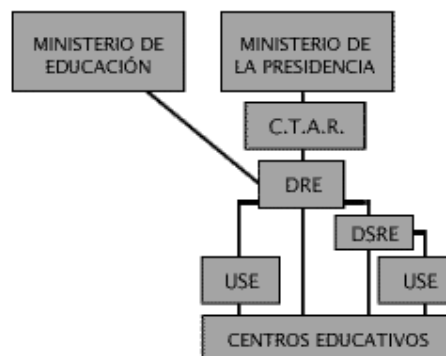 MINISTERIO DE
EDUCACIÓN
MINISTERIO DE
LA PRESIDENCIA
C.T.A.R.
DRE
DSRE
USE
USE
CENTROS EDUCATIVOS